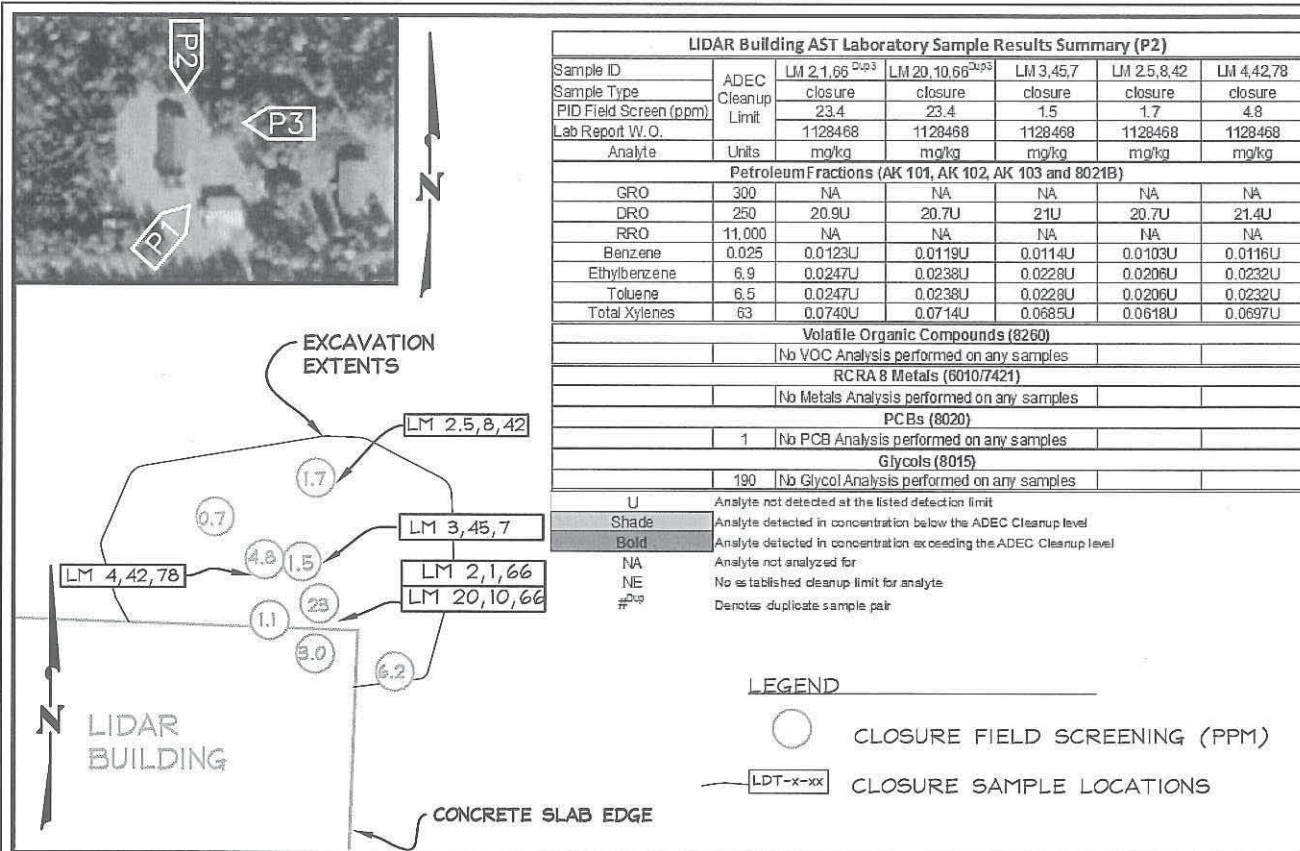 P2
P3
P1
N
LIDAR Building AST Laboratory Sample Results Summary (P2)
Sample ID ADEC Cleanup Limit LM 2,1,66 Dup3 LM 20,10,66 Dup3 LM 3,45,7 LM 2.5,8,42 LM 4,42,78
Sample Type closure closure closure closure closure
PID Field Screen (ppm) 23.4 23.4 1.5 1.7 4.8
Lab Report W.O. 1128468 1128468 1128468 1128468 1128468
Analyte Units mg/kg mg/kg mg/kg mg/kg mg/kg
Petroleum Fractions (AK 101, AK 102, AK 103 and 8021B)
GRO 300 NA NA NA NA NA
DRO 250 20.9U 20.7U 21U 20.7U 21.4U
RRO 11,000 NA NA NA NA NA
Benzene 0.025 0.0123U 0.0119U 0.0114U 0.0103U 0.0116U
Ethylbenzene 6.9 0.0247U 0.0238U 0.0228U 0.0206U 0.0232U
Toluene 6.5 0.0247U 0.0238U 0.0228U 0.0206U 0.0232U
Total Xylenes 63 0.0740U 0.0714U 0.0685U 0.0618U 0.0697U
Volatile Organic Compounds (8260)
No VOC Analysis performed on any samples
RCRA 8 Metals (6010/7421)
No Metals Analysis performed on any samples
PCBs (8020)
1 No PCB Analysis performed on any samples
Glycols (8015)
190 No Glycol Analysis performed on any samples
U Analyte not detected at the listed detection limit
Shade Analyte detected in concentration below the ADEC Cleanup level
Bold Analyte detected in concentration exceeding the ADEC Cleanup level
NA Analyte not analyzed for
NE No established cleanup limit for analyte
#Dup Denotes duplicate sample pair
EXCAVATION
EXTENTS
LM 2.5,8,42
1.7
0.7
LM 3,45,7
4.8
1.5
LM 4,42,78
LM 2,1,66
LM 20,10,66
23
1.1
3.0
6.2
N
LIDAR
BUILDING
CONCRETE SLAB EDGE
LEGEND
CLOSURE FIELD SCREENING (PPM)
LDT-x-xx CLOSURE SAMPLE LOCATIONS